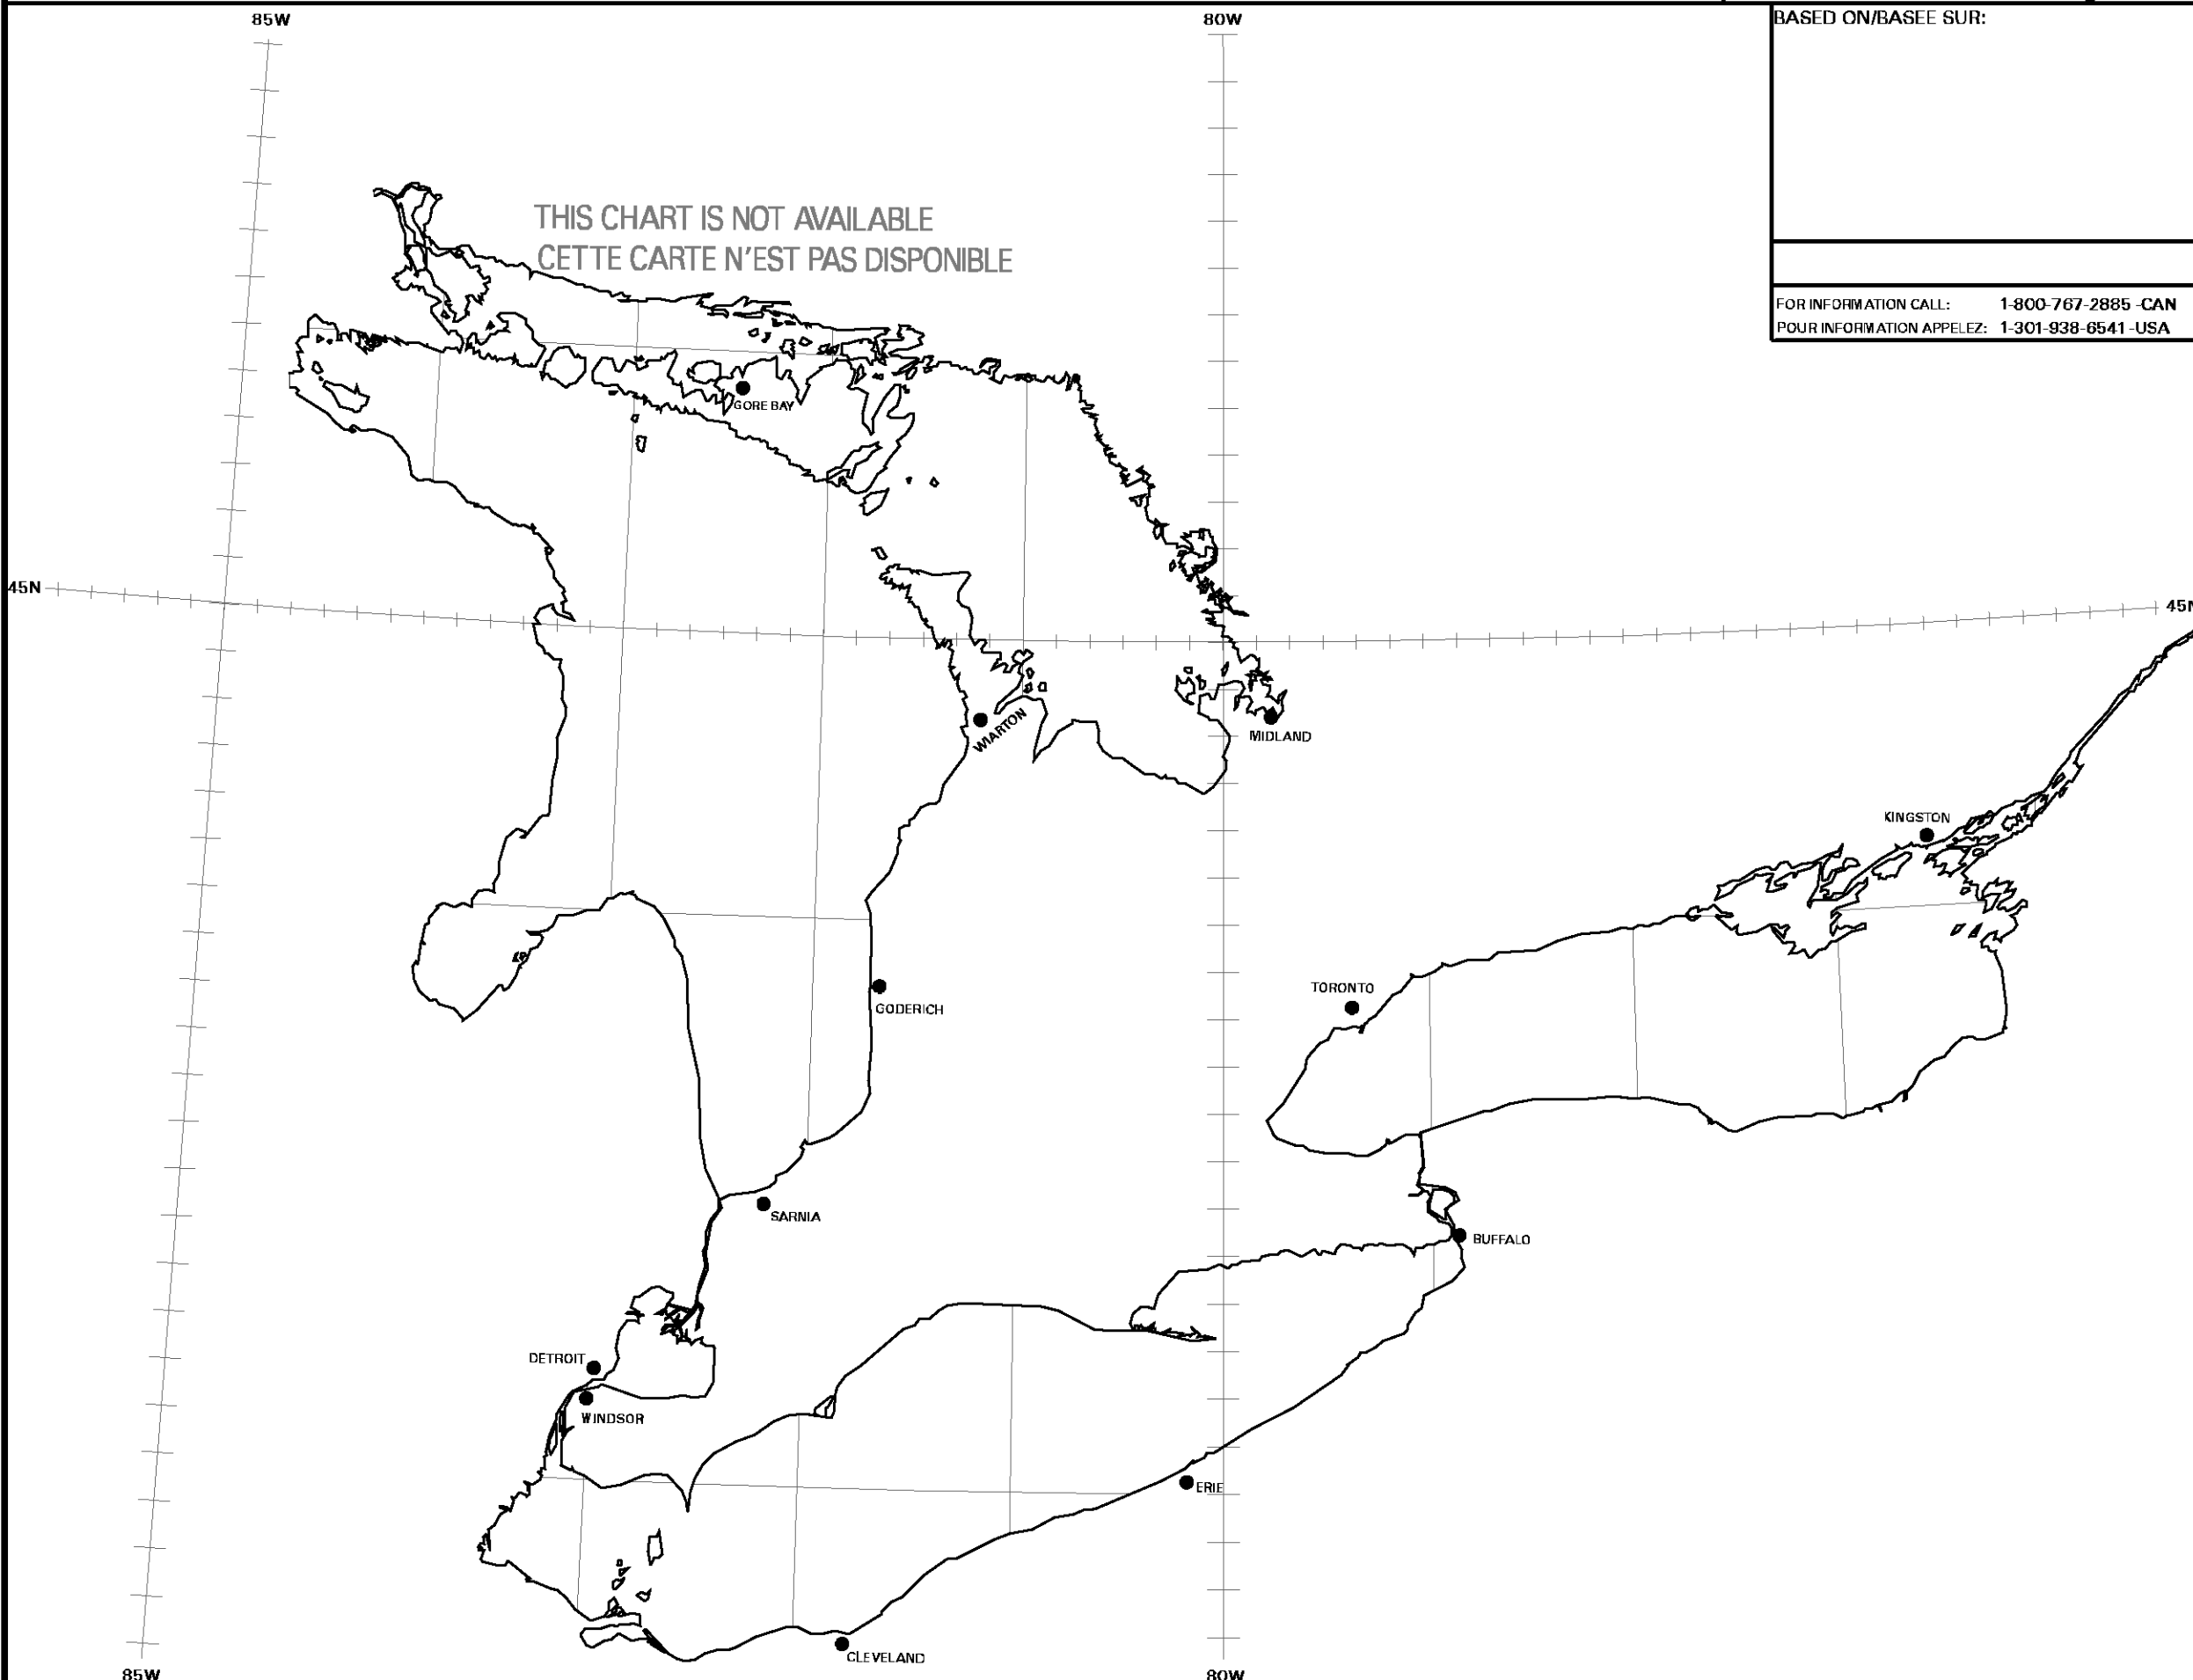 85W
80W
BASED ON/BASEE SUR:
THIS CHART IS NOT AVAILABLE
CETTE CARTE N'EST PAS DISPONIBLE
FOR INFORMATION CALL: 1-800-767-2885 -CAN
POUR INFORMATION APPELEZ: 1-301-938-6541 -USA
GORE BAY
45N
45N
WIARTON
MIDLAND
KINGSTON
TORONTO
GODERICH
SARNIA
BUFFALO
DETROIT
WINDSOR
ERIE
CLEVELAND
85W
80W